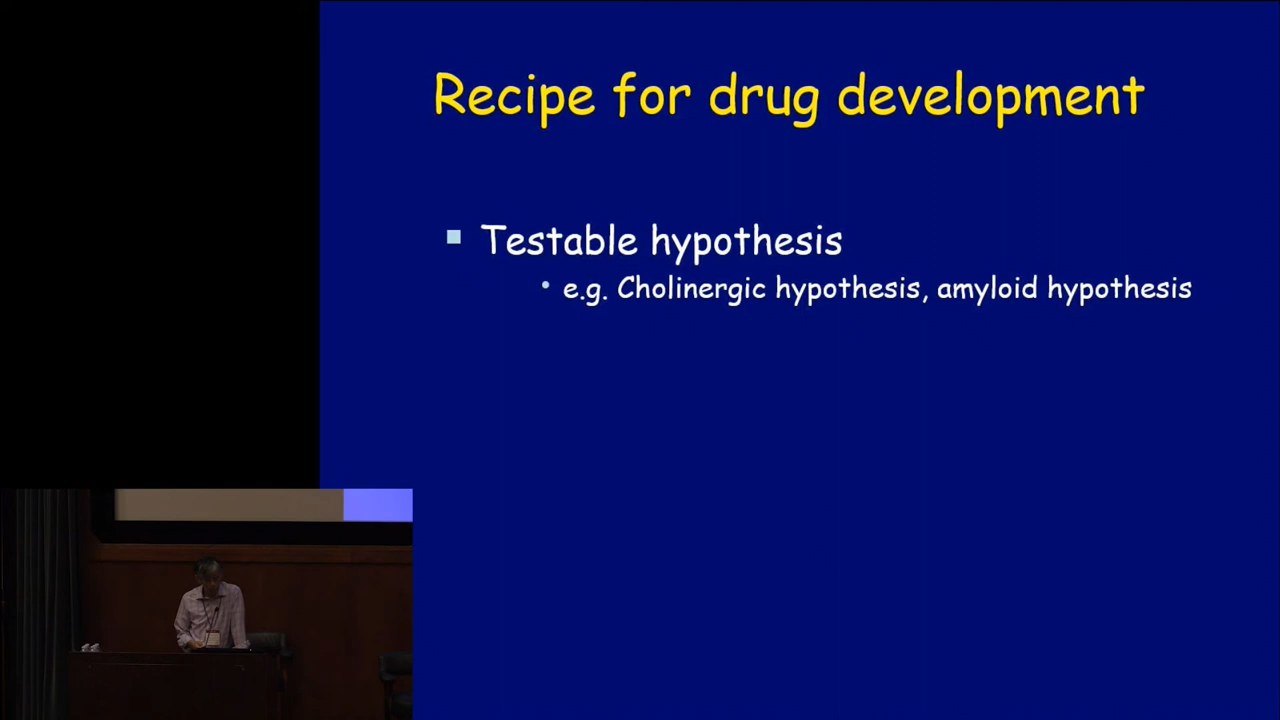 Recipe for drug development
Testable hypothesis
e.g. Cholinergic hypothesis, amyloid hypothesis